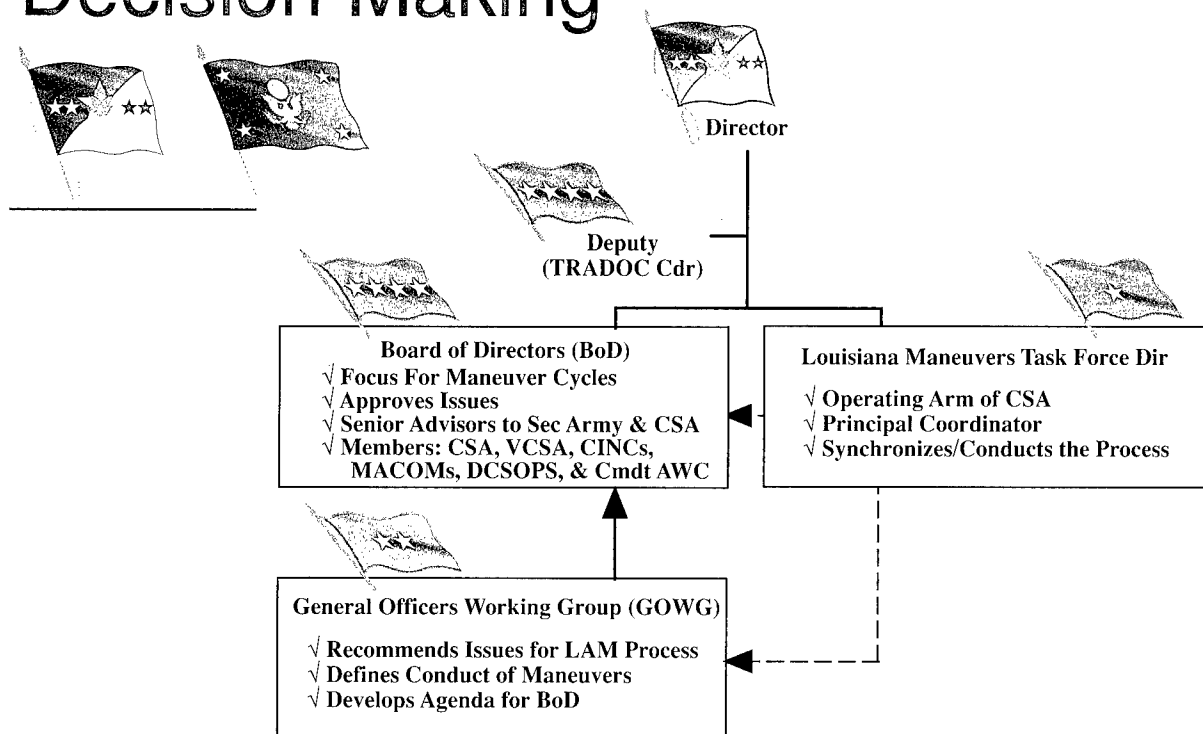 Decision Making
Director
Deputy
(TRADOC Cdr)
Board of Directors (BoD)
√ Focus For Maneuver Cycles
√ Approves Issues
√ Senior Advisors to Sec Army & CSA
√ Members: CSA, VCSA, CINCs,
MACOMs, DCSOPS, & Cmdt AWC
Louisiana Maneuvers Task Force Dir
√ Operating Arm of CSA
√ Principal Coordinator
√ Synchronizes/Conducts the Process
General Officers Working Group (GOWG)
√ Recommends Issues for LAM Process
√ Defines Conduct of Maneuvers
√ Develops Agenda for BoD